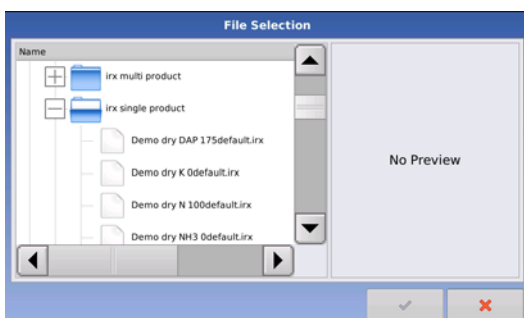 File Selection
Name
irx multi product
irx single product
Demo dry DAP 175default.irx
Demo dry K 0default.irx
Demo dry N 100default.irx
Demo dry NH3 0default.irx
No Preview